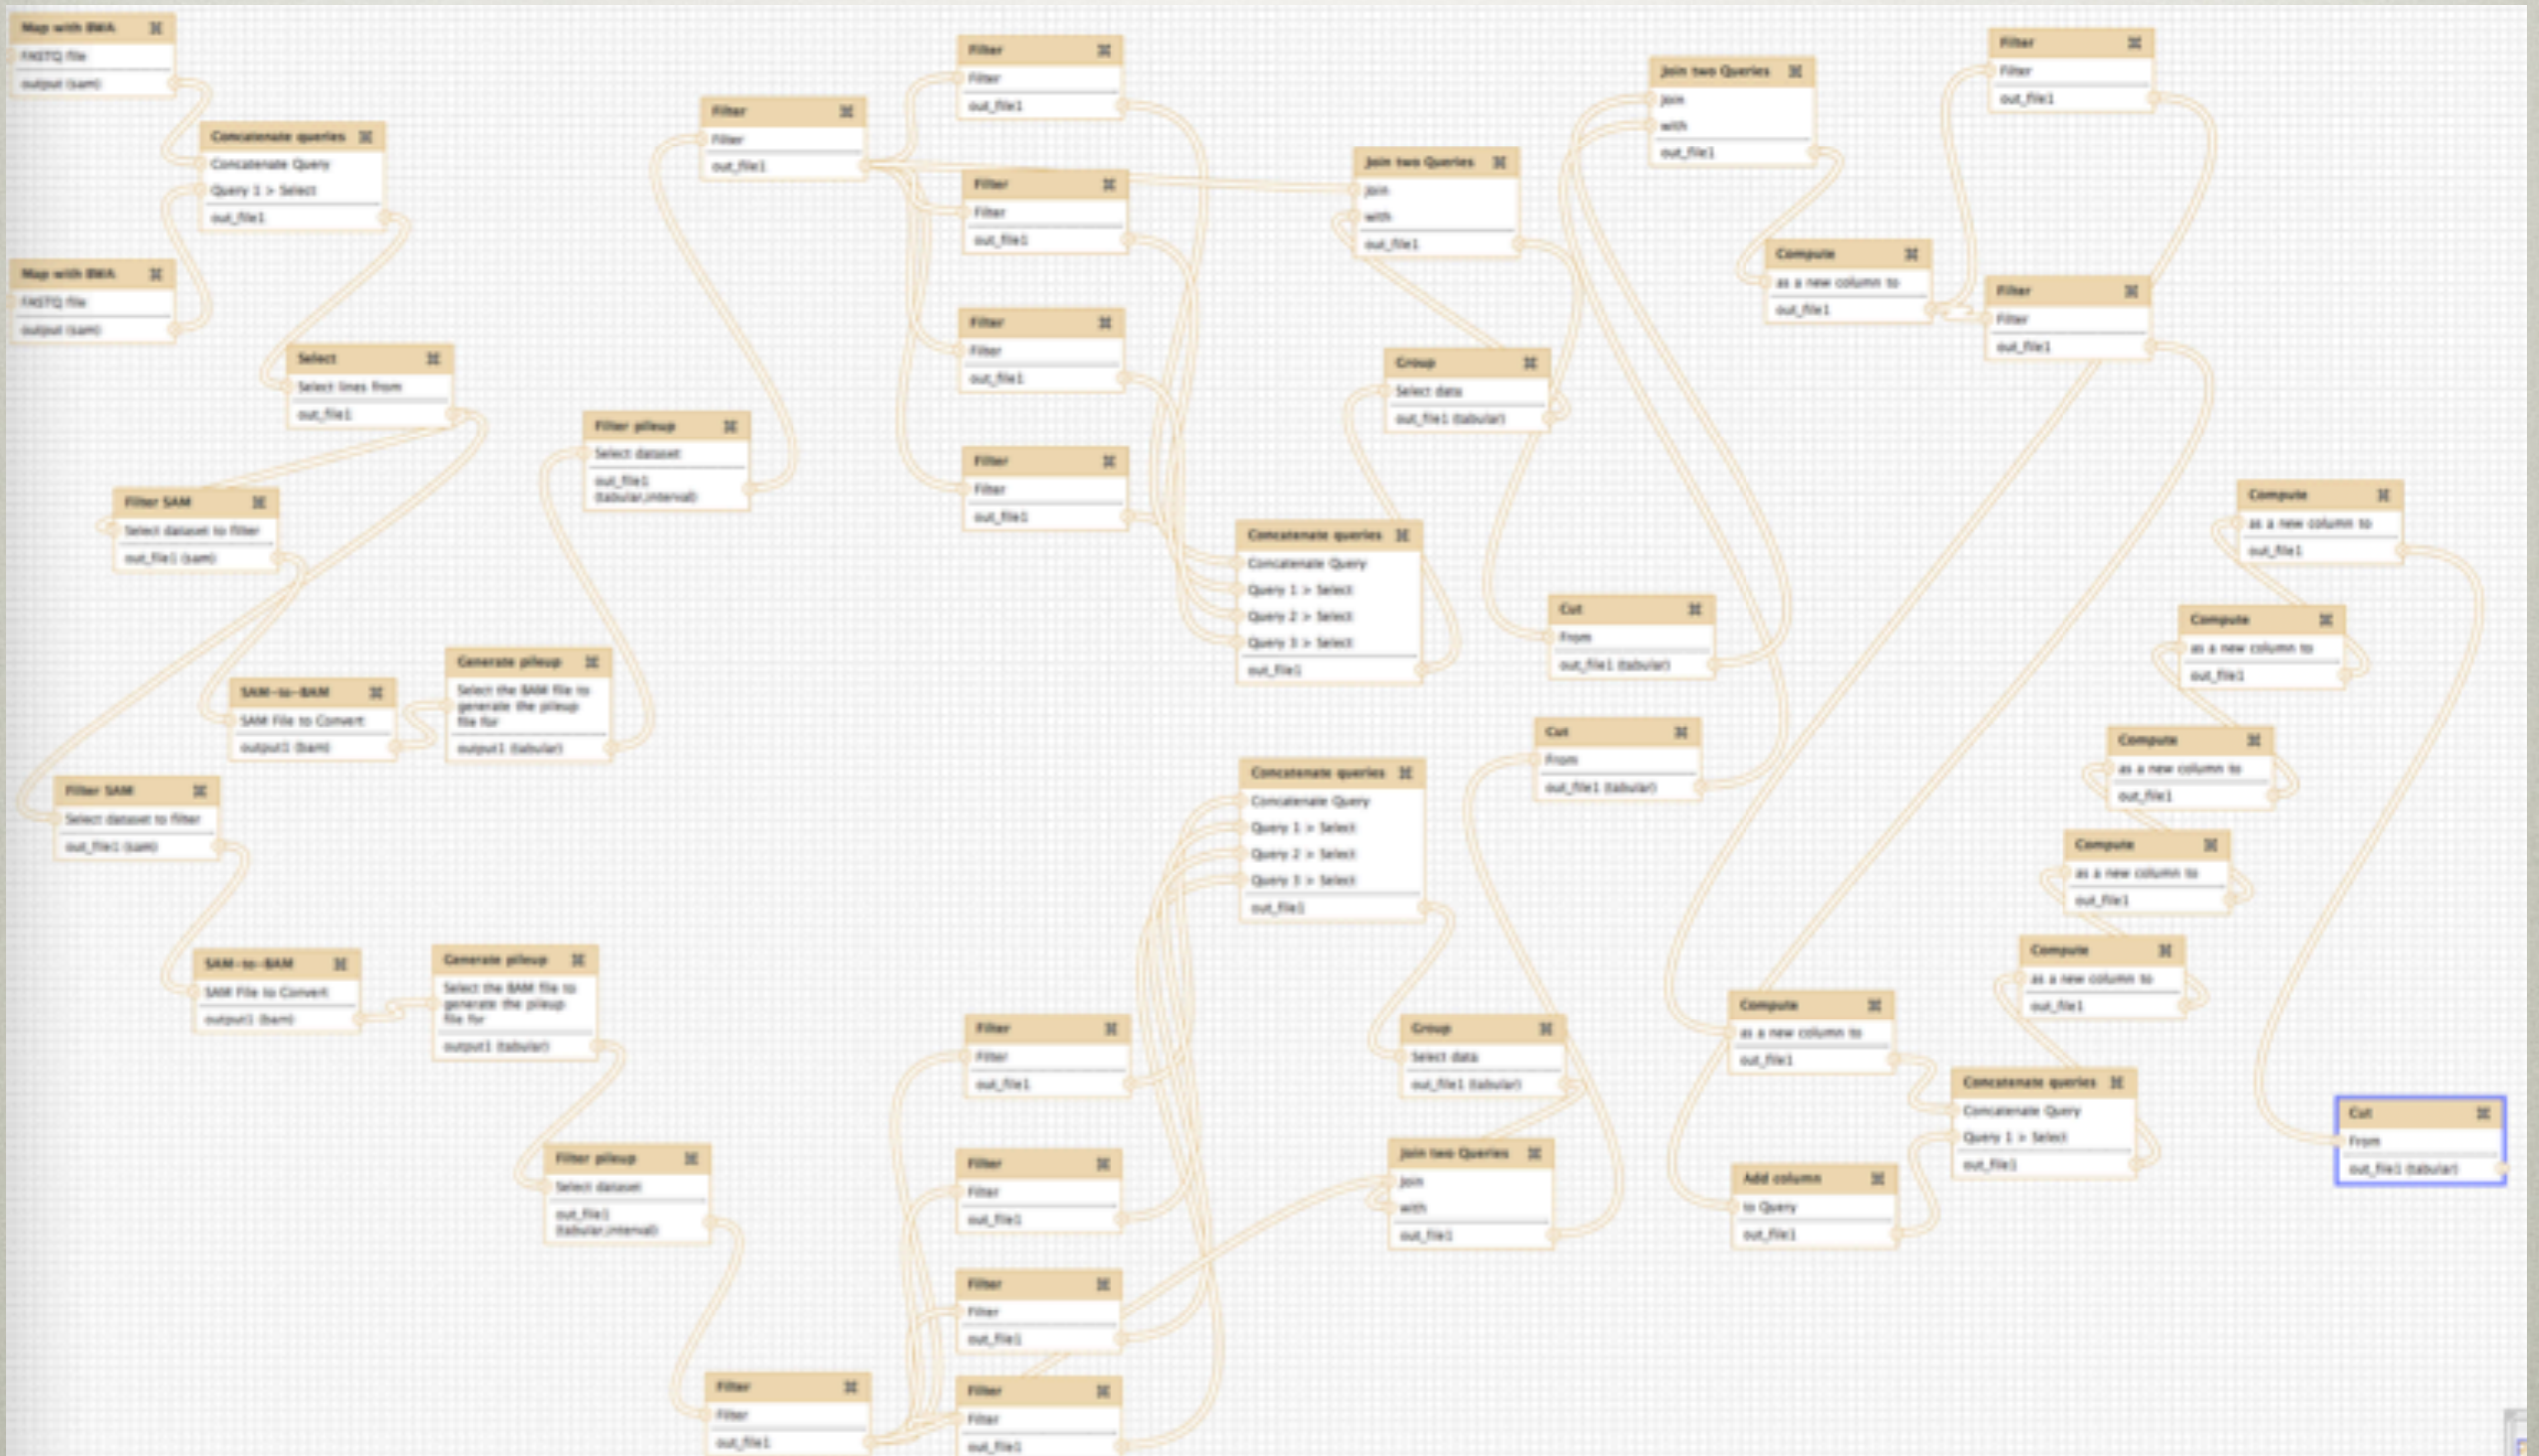 Map with BWA
FASTQ file
output (sam)
Concatenate queries
Concatenate Query
Query 1 > Select
out_file1
Map with BWA
FASTQ file
output (sam)
Select
Select lines from
out_file1
Filter SAM
Select dataset to filter
out_file1 (sam)
SAM-to-BAM
SAM File to Convert
output1 (bam)
Generate pileup
Select the BAM file to
generate the pileup
file for
output1 (tabular)
Filter pileup
Select dataset
out_file1
(tabular,interval)
Filter SAM
Select dataset to filter
out_file1 (sam)
SAM-to-BAM
SAM File to Convert
output1 (bam)
Generate pileup
Select the BAM file to
generate the pileup
file for
output1 (tabular)
Filter pileup
Select dataset
out_file1
(tabular,interval)
Filter
Filter
out_file1
Filter
Filter
out_file1
Filter
Filter
out_file1
Filter
Filter
out_file1
Filter
Filter
out_file1
Filter
Filter
out_file1
Filter
Filter
out_file1
Filter
Filter
out_file1
Filter
Filter
out_file1
Filter
Filter
out_file1
Join two Queries
Join
with
out_file1
Group
Select data
out_file1 (tabular)
Concatenate queries
Concatenate Query
Query 1 > Select
Query 2 > Select
Query 3 > Select
out_file1
Cut
From
out_file1 (tabular)
Cut
From
out_file1 (tabular)
Concatenate queries
Concatenate Query
Query 1 > Select
Query 2 > Select
Query 3 > Select
out_file1
Group
Select data
out_file1 (tabular)
Join two Queries
Join
with
out_file1
Join two Queries
Join
with
out_file1
Compute
as a new column to
out_file1
Filter
Filter
out_file1
Filter
Filter
out_file1
Compute
as a new column to
out_file1
Compute
as a new column to
out_file1
Compute
as a new column to
out_file1
Compute
as a new column to
out_file1
Compute
as a new column to
out_file1
Compute
as a new column to
out_file1
Add column
to Query
out_file1
Concatenate queries
Concatenate Query
Query 1 > Select
out_file1
Cut
From
out_file1 (tabular)